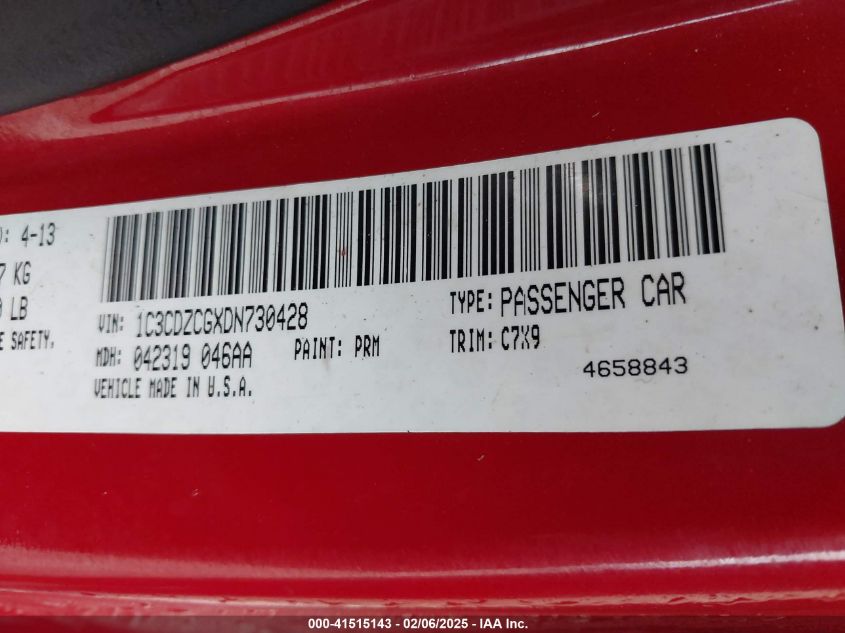 ): 4-13
7 KG
LB
E SAFETY.
VIN: 1C3CDZCGXDN730428
TYPE: PASSENGER CAR
MDH: 042319 046AA
PAINT: PRM
TRIM: C7X9
VEHICLE MADE IN U.S.A.
4658843
000-41515143 — 02/06/2025 — IAA Inc.